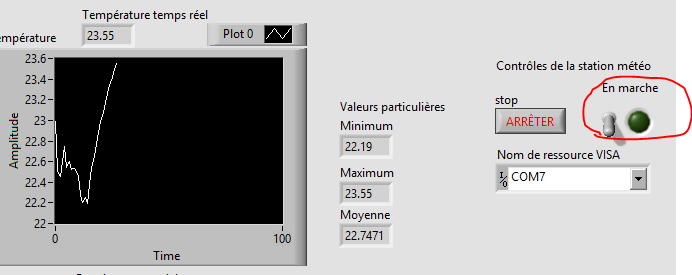 Température temps réel
empérature
23.55
Plot 0
23.6
23.4
23.2
23
22.8
22.6
22.4
22.2
22
Amplitude
0
100
Time
Valeurs particulières
Minimum
22.19
Maximum
23.55
Moyenne
22.7471
Contrôles de la station météo
En marche
stop
ARRÊTER
Nom de ressource VISA
I/0
COM7